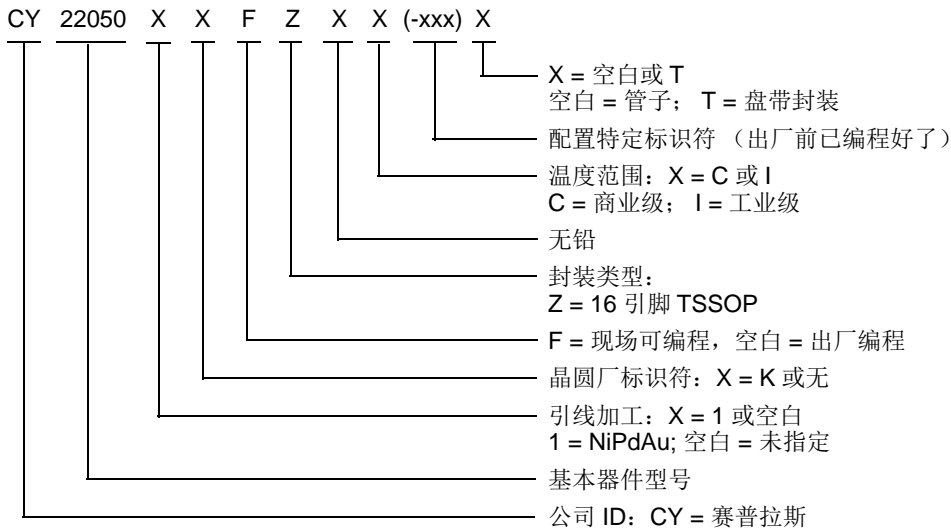 CY 22050 X X F Z X X (-xxx) X
X = 空白或 T
空白 = 管子； T = 盘带封装
配置特定标识符 （出厂前已编程好了）
温度范围：X = C 或 I
C = 商业级； I = 工业级
无铅
封装类型：
Z = 16 引脚 TSSOP
F = 现场可编程，空白 = 出厂编程
晶圆厂标识符：X = K 或无
引线加工：X = 1 或空白
1 = NiPdAu; 空白 = 未指定
基本器件型号
公司 ID：CY = 赛普拉斯